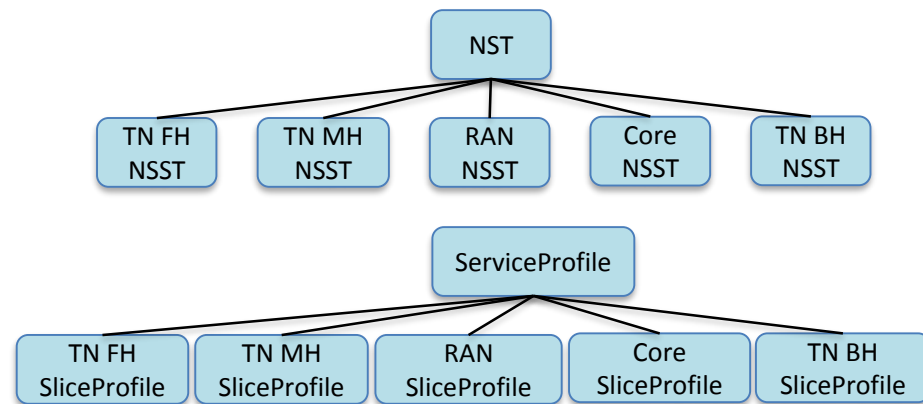 NST
TN FH
NSST
TN MH
NSST
RAN
NSST
Core
NSST
TN BH
NSST
ServiceProfile
TN FH
SliceProfile
TN MH
SliceProfile
RAN
SliceProfile
Core
SliceProfile
TN BH
SliceProfile